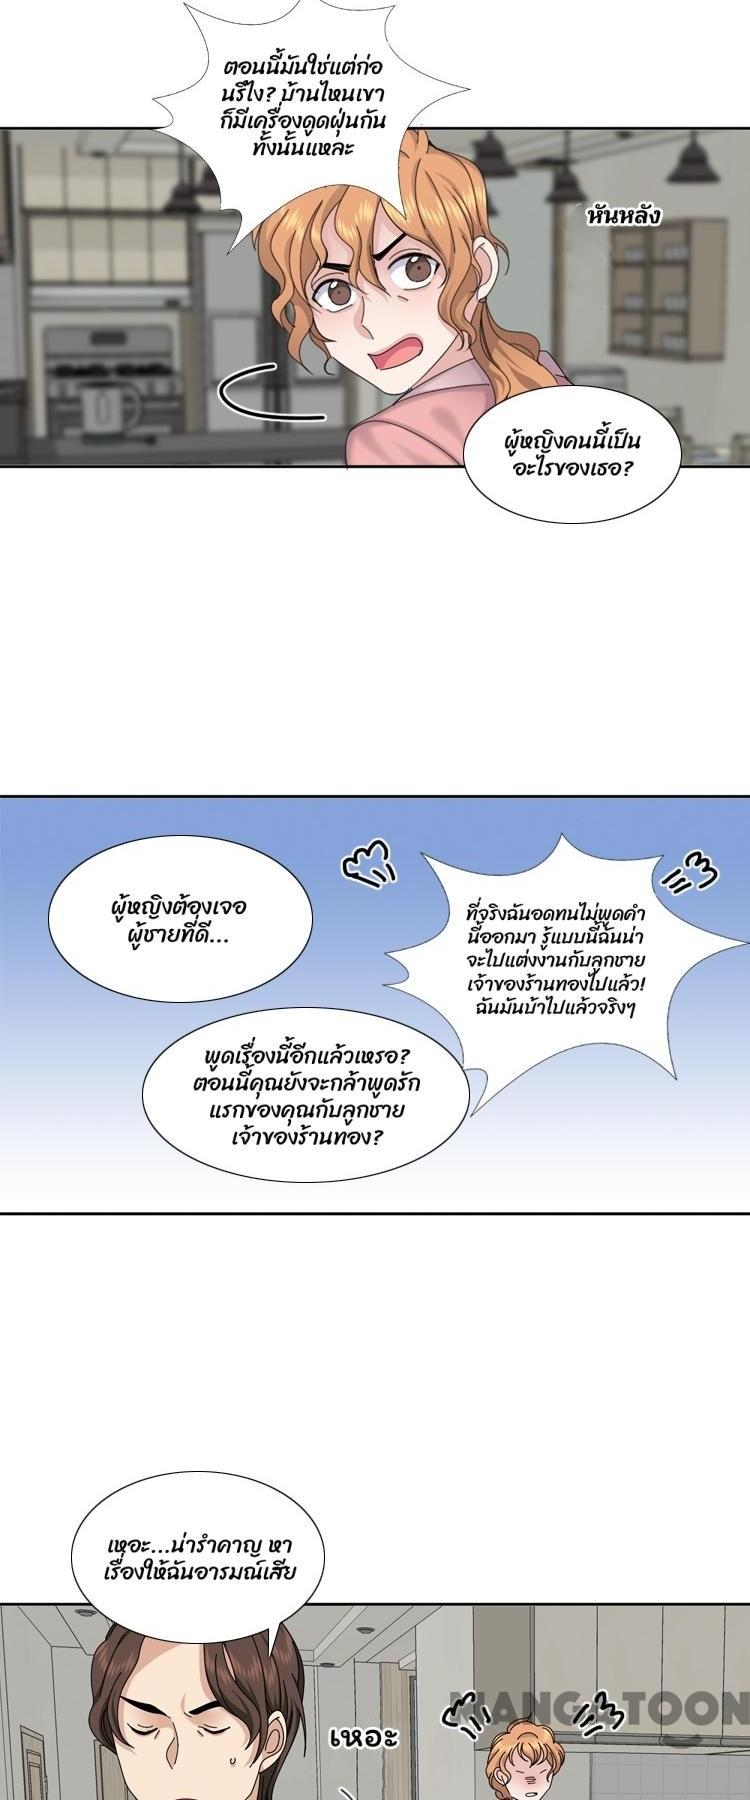 ตอนนี้มันใช่แต่ก่อ
นรึไง? บ้านไหนเขา
ก็มีเครื่องดูดฝุ่นกัน
ทั้งนั้นแหละ
หันหลัง
ผู้หญิงคนนี้เป็น
อะไรของเธอ?
ผู้หญิงต้องเจอ
ผู้ชายที่ดี...
ที่จริงฉันอดทนไม่พูดคำ
นี้ออกมา รู้แบบนี้ฉันน่า
จะไปแต่งงานกับลูกชาย
เจ้าของร้านทองไปแล้ว!
ฉันมันบ้าไปแล้วจริงๆ
พูดเรื่องนี้อีกแล้วเหรอ?
ตอนนี้คุณยังจะกล้าพูดรัก
แรกของคุณกับลูกชาย
เจ้าของร้านทอง?
เหอะ...น่ารำคาญ หา
เรื่องให้ฉันอารมณ์เสีย
MANGATOON
เหอะ